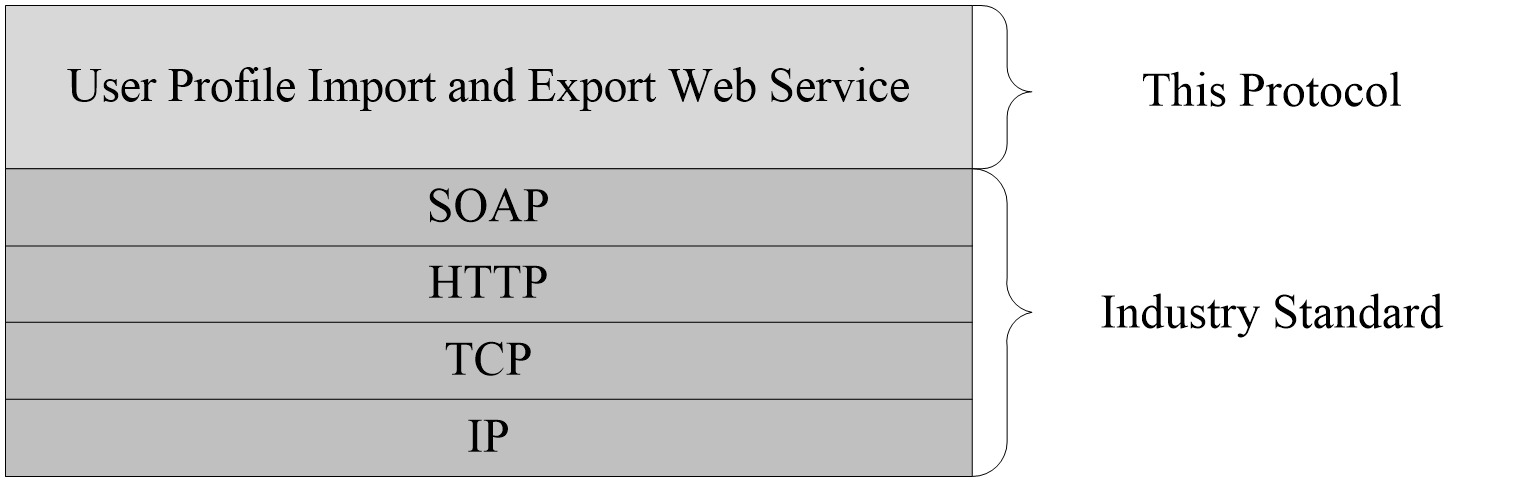 User Profile Import and Export Web Service
This Protocol
SOAP
HTTP
TCP
IP
Industry Standard